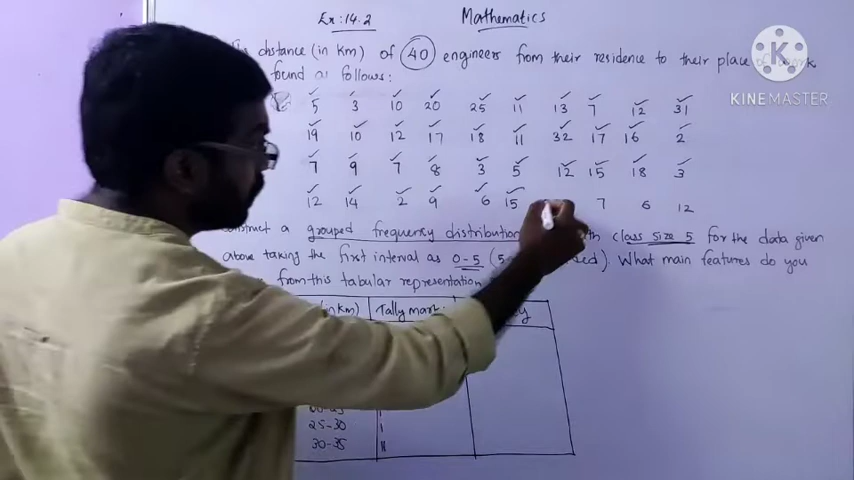 Ex: 14.2 Mathematics
distance (in km) of 40 engineers from their residence to their place of work
found as follows:
5 3 10 20 25 11 13 7 12 31
19 10 12 17 18 11 32 17 16 2
7 9 7 8 3 5 12 15 18 3
12 14 2 9 6 15 7 6 12
construct a grouped frequency distribution with class size 5 for the data given
above taking the first interval as 0-5 (5 What main features do you
from this tabular representation
(in km) Tally mark
25-30 |
30-35 ||
KINEMASTER